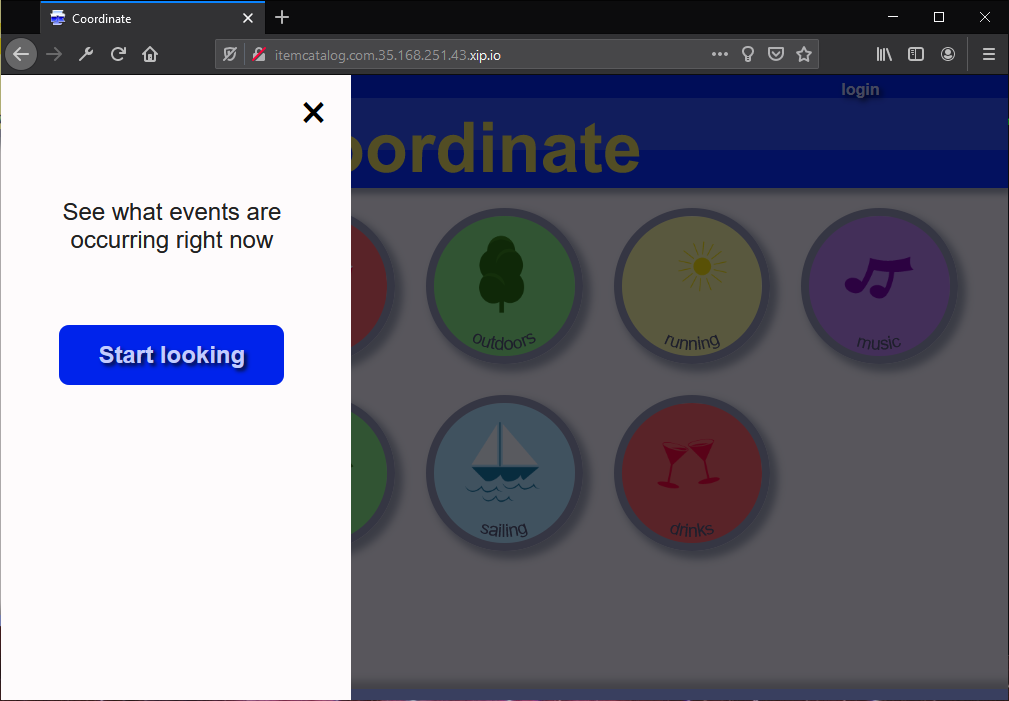 Coordinate
itemcatalog.com.35.168.251.43.xip.io
login
oordinate
See what events are
occurring right now
Start looking
outdoors
running
music
sailing
drinks